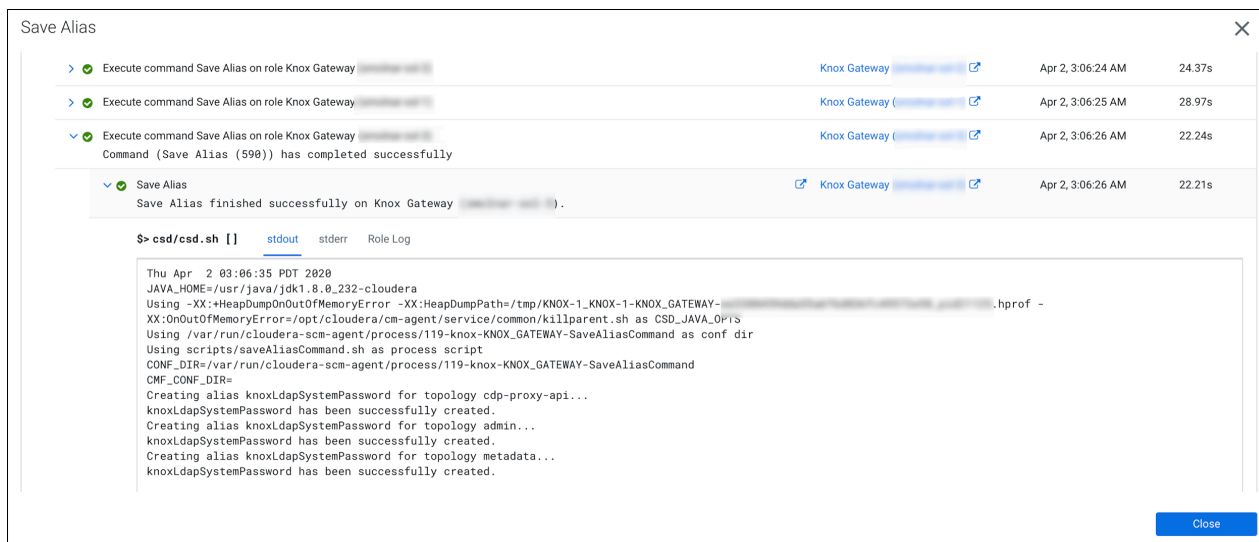 Save Alias
Execute command Save Alias on role Knox Gateway Knox Gateway Apr 2, 3:06:24 AM 24.37s
Execute command Save Alias on role Knox Gateway Knox Gateway ( Apr 2, 3:06:25 AM 28.97s
Execute command Save Alias on role Knox Gateway Knox Gateway ( Apr 2, 3:06:26 AM 22.24s
Command (Save Alias (590)) has completed successfully
Save Alias Knox Gateway Apr 2, 3:06:26 AM 22.21s
Save Alias finished successfully on Knox Gateway ).
$> csd/csd.sh [] stdout stderr Role Log
Thu Apr  2 03:06:35 PDT 2020
JAVA_HOME=/usr/java/jdk1.8.0_232-cloudera
Using -XX:+HeapDumpOnOutOfMemoryError -XX:HeapDumpPath=/tmp/KNOX-1_KNOX-1-KNOX_GATEWAY- .hprof -
XX:OnOutOfMemoryError=/opt/cloudera/cm-agent/service/common/killparent.sh as CSD_JAVA_OPTS
Using /var/run/cloudera-scm-agent/process/119-knox-KNOX_GATEWAY-SaveAliasCommand as conf dir
Using scripts/saveAliasCommand.sh as process script
CONF_DIR=/var/run/cloudera-scm-agent/process/119-knox-KNOX_GATEWAY-SaveAliasCommand
CMF_CONF_DIR=
Creating alias knoxLdapSystemPassword for topology cdp-proxy-api...
knoxLdapSystemPassword has been successfully created.
Creating alias knoxLdapSystemPassword for topology admin...
knoxLdapSystemPassword has been successfully created.
Creating alias knoxLdapSystemPassword for topology metadata...
knoxLdapSystemPassword has been successfully created.
Close